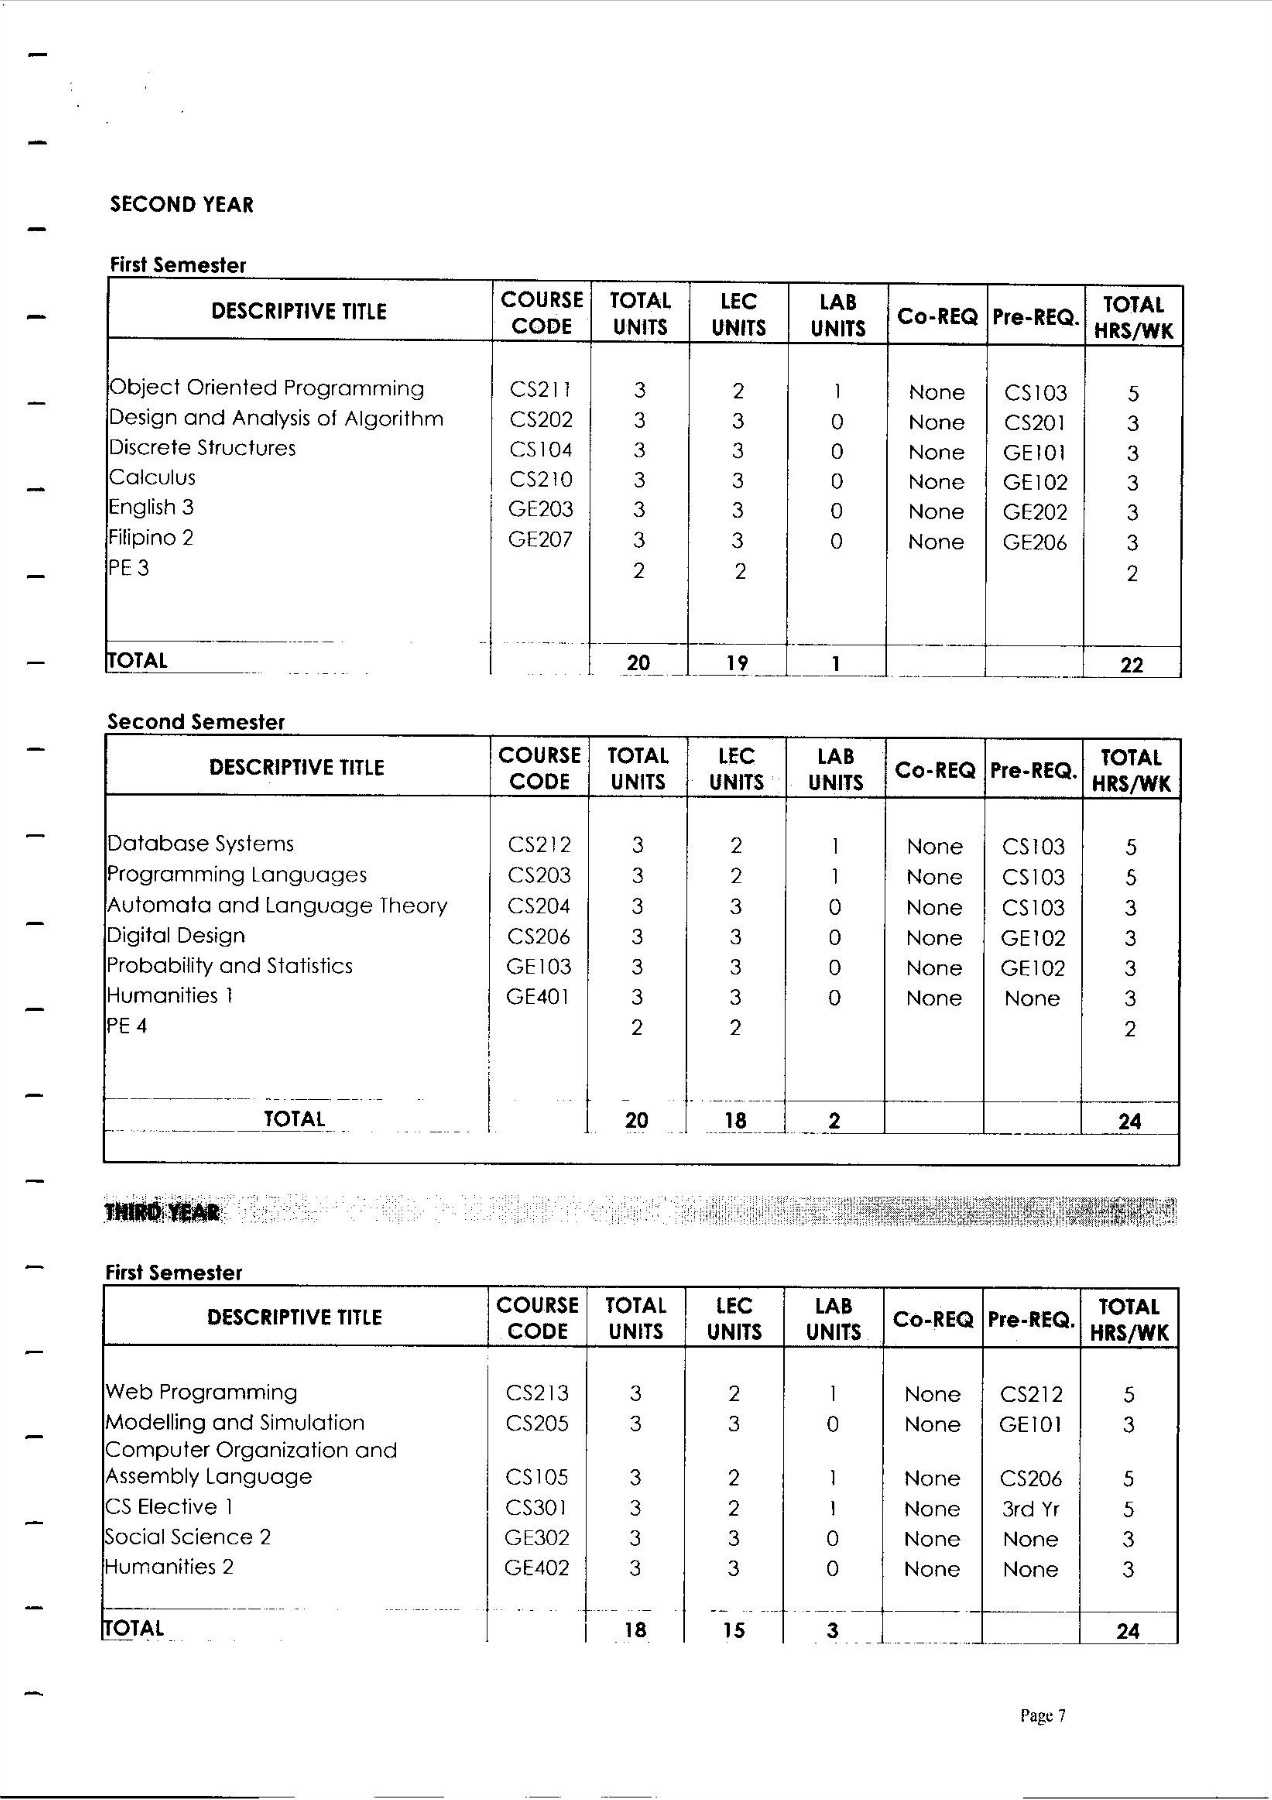 SECOND YEAR
First Semester
DESCRIPTIVE TITLE COURSE CODE TOTAL UNITS LEC UNITS LAB UNITS Co-REQ Pre-REQ. TOTAL HRS/WK
Object Oriented Programming CS211 3 2 1 None CS103 5
Design and Analysis of Algorithm CS202 3 3 0 None CS201 3
Discrete Structures CS104 3 3 0 None GE101 3
Calculus CS210 3 3 0 None GE102 3
English 3 GE203 3 3 0 None GE202 3
Filipino 2 GE207 3 3 0 None GE206 3
PE 3 2 2 2
TOTAL 20 19 1 22
Second Semester
DESCRIPTIVE TITLE COURSE CODE TOTAL UNITS LEC UNITS LAB UNITS Co-REQ Pre-REQ. TOTAL HRS/WK
Database Systems CS212 3 2 1 None CS103 5
Programming Languages CS203 3 2 1 None CS103 5
Automata and Language Theory CS204 3 3 0 None CS103 3
Digital Design CS206 3 3 0 None GE102 3
Probability and Statistics GE103 3 3 0 None GE102 3
Humanities 1 GE401 3 3 0 None None 3
PE 4 2 2 2
TOTAL 20 18 2 24
THIRD YEAR
First Semester
DESCRIPTIVE TITLE COURSE CODE TOTAL UNITS LEC UNITS LAB UNITS Co-REQ Pre-REQ. TOTAL HRS/WK
Web Programming CS213 3 2 1 None CS212 5
Modelling and Simulation CS205 3 3 0 None GE101 3
Computer Organization and
Assembly Language CS105 3 2 1 None CS206 5
CS Elective 1 CS301 3 2 1 None 3rd Yr 5
Social Science 2 GE302 3 3 0 None None 3
Humanities 2 GE402 3 3 0 None None 3
TOTAL 18 15 3 24
Page 7